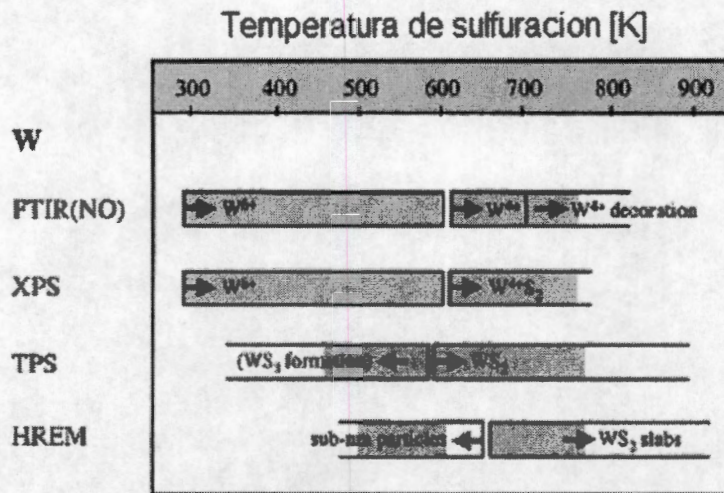 Temperatura de sulfuracion [K]
300 400 500 600 700 800 900
W
FTIR(NO) W⁶⁺ W⁴⁺ W⁴⁺ decoration
XPS W⁶⁺ W⁴⁺S₂
TPS (WS₃ formation) WS₂
HREM sub-nm particles WS₂ slabs